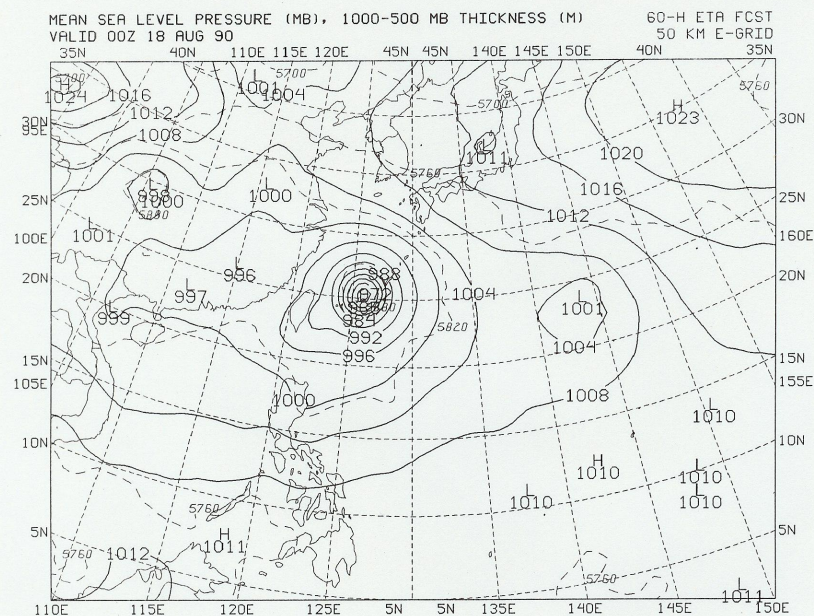 MEAN SEA LEVEL PRESSURE (MB), 1000-500 MB THICKNESS (M) 60-H ETA FCST
VALID 00Z 18 AUG 90 50 KM E-GRID
35N 40N 110E 115E 120E 45N 45N 140E 145E 150E 40N 35N
5700
1001
1004
H
1024
1016
1012
1008
5700
5760
H
1023
30N
95E
30N
L
1011
1020
5760
1016
L
1000
5880
L
1000
25N
25N
1012
L
1001
100E
160E
L
996
988
20N
20N
L
997
972
1004
L
1001
L
999
984
5820
992
1004
996
15N
15N
105E
155E
1000
1008
L
1010
10N
10N
H
1010
L
1010
L
1010
L
1010
5760
5N
5N
H
1011
5760
1012
5760
L
1011
110E 115E 120E 125E 5N 5N 135E 140E 145E 150E